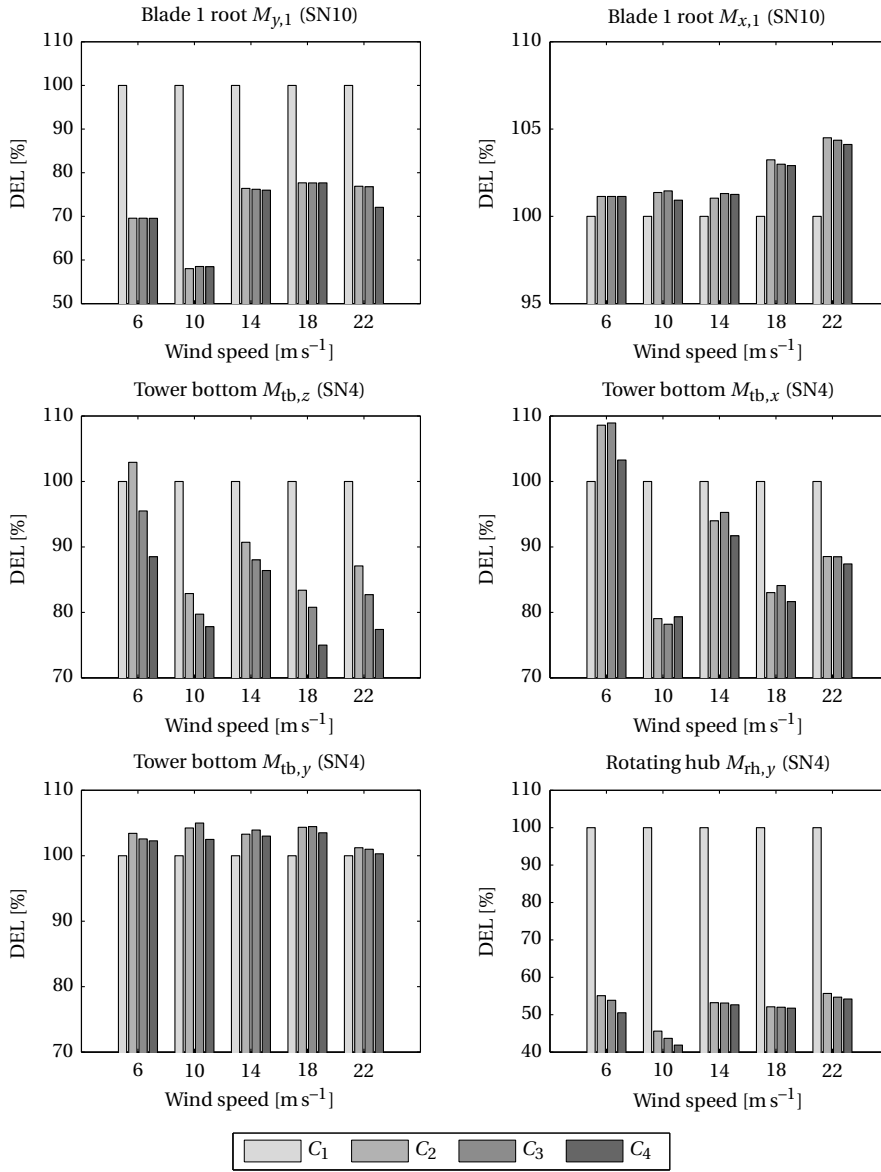 Blade 1 root M_{y,1} (SN10)
DEL [%]
110
100
90
80
70
60
50
6 10 14 18 22
Wind speed [m s⁻¹]
Blade 1 root M_{x,1} (SN10)
DEL [%]
110
105
100
95
6 10 14 18 22
Wind speed [m s⁻¹]
Tower bottom M_{tb,z} (SN4)
DEL [%]
110
100
90
80
70
6 10 14 18 22
Wind speed [m s⁻¹]
Tower bottom M_{tb,x} (SN4)
DEL [%]
110
100
90
80
70
6 10 14 18 22
Wind speed [m s⁻¹]
Tower bottom M_{tb,y} (SN4)
DEL [%]
110
100
90
80
70
6 10 14 18 22
Wind speed [m s⁻¹]
Rotating hub M_{rh,y} (SN4)
DEL [%]
110
100
90
80
70
60
50
40
6 10 14 18 22
Wind speed [m s⁻¹]
C₁ C₂ C₃ C₄